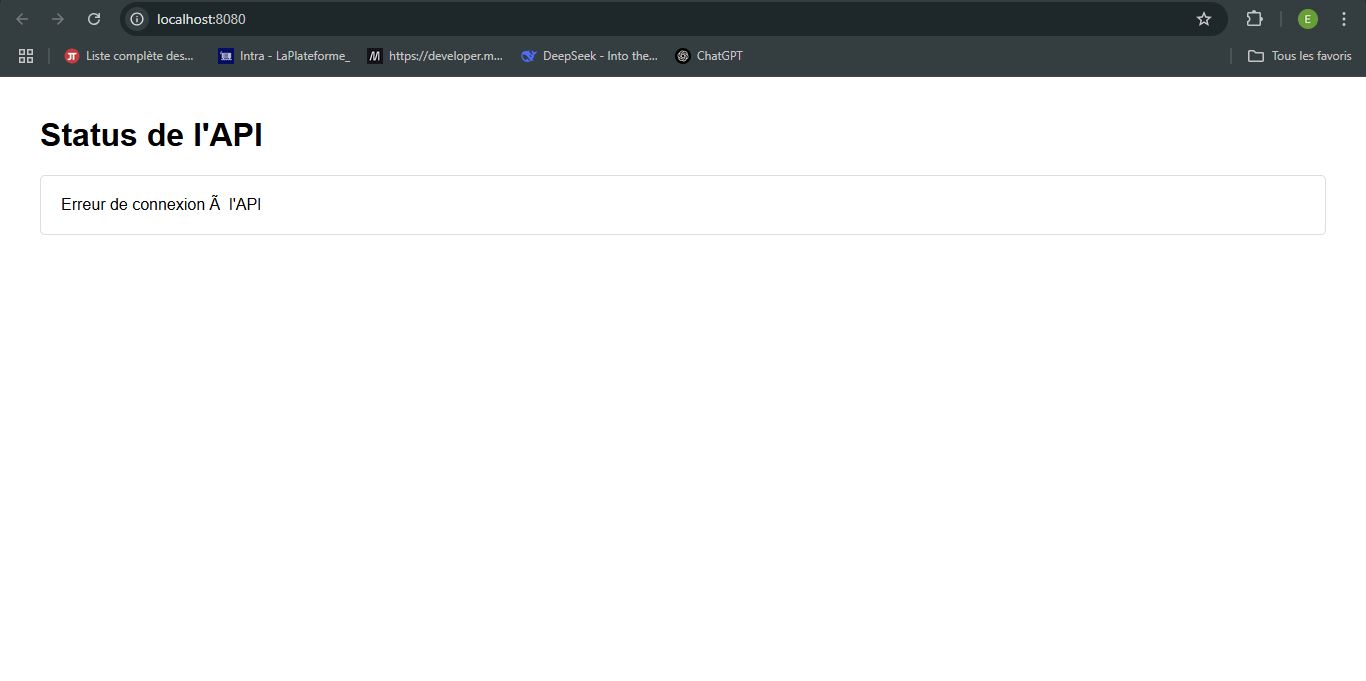 localhost:8080
E
Liste complète des...
Intra - LaPlateforme_
https://developer.m...
DeepSeek - Into the...
ChatGPT
Tous les favoris
Status de l'API
Erreur de connexion Ã  l'API